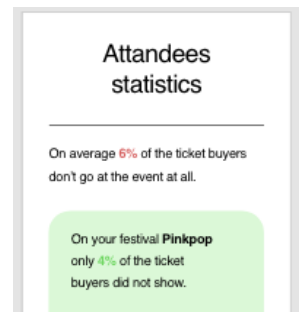 Attandees
statistics
On average 6% of the ticket buyers
don't go at the event at all.
On your festival Pinkpop
only 4% of the ticket
buyers did not show.